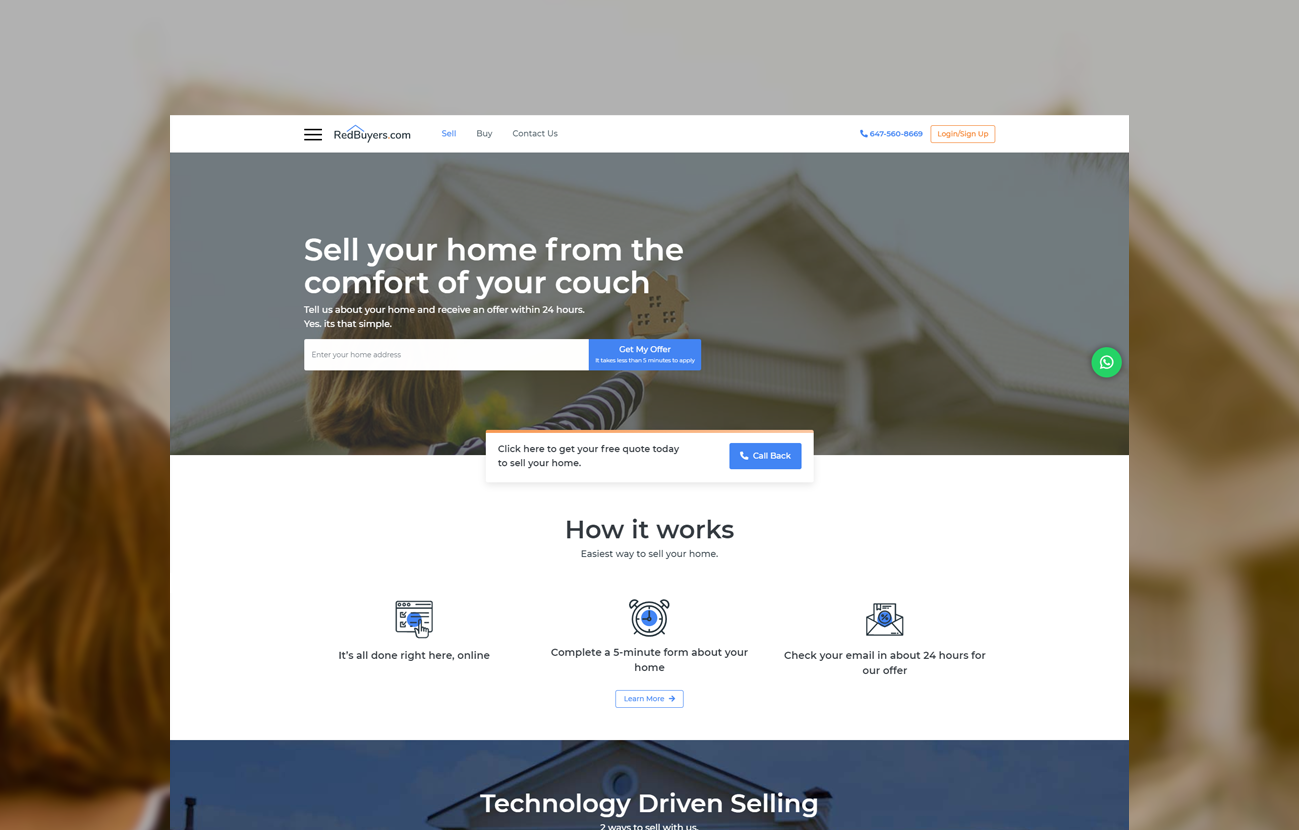 RedBuyers.com
Sell
Buy
Contact Us
647-560-8669
Login/Sign Up
Sell your home from the
comfort of your couch
Tell us about your home and receive an offer within 24 hours.
Yes. its that simple.
Enter your home address
Get My Offer
It takes less than 5 minutes to apply
Click here to get your free quote today
to sell your home.
Call Back
How it works
Easiest way to sell your home.
It's all done right here, online
Complete a 5-minute form about your
home
Check your email in about 24 hours for
our offer
Learn More
Technology Driven Selling
2 ways to sell with us.